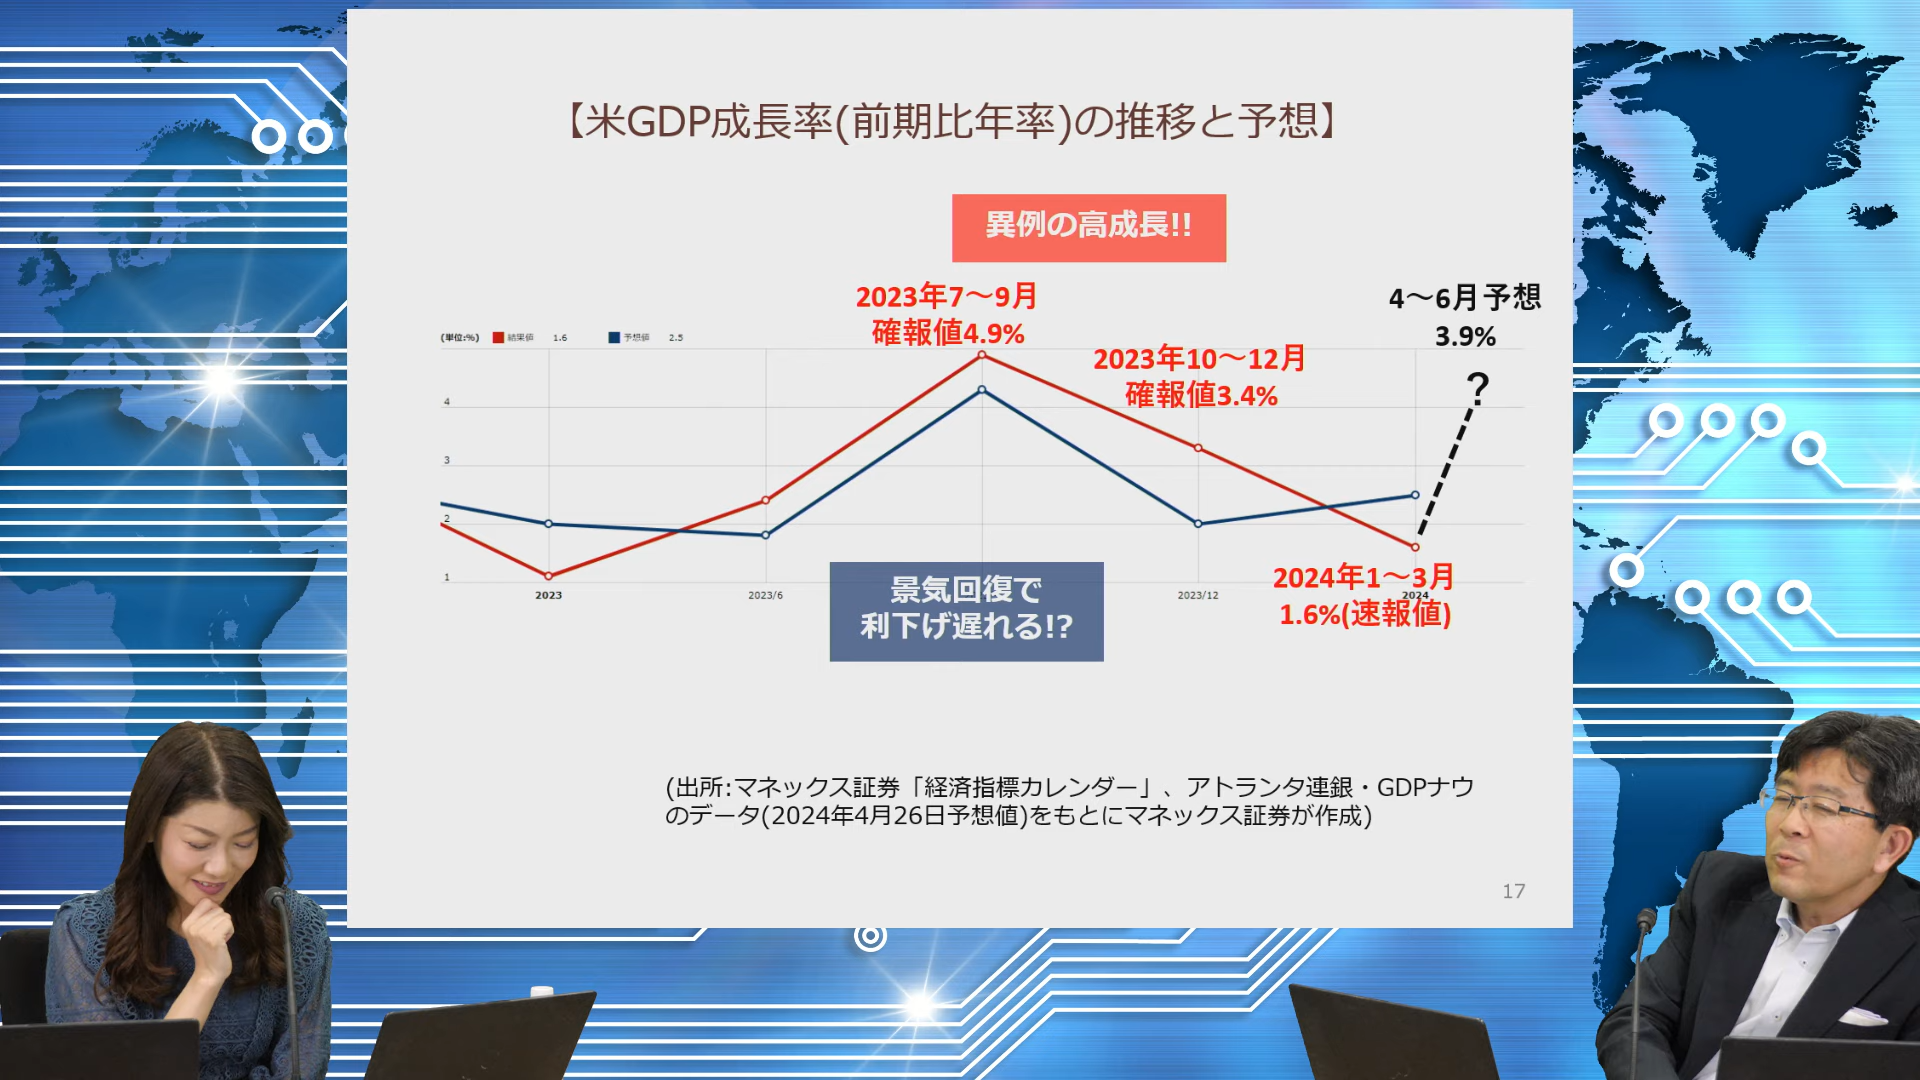 【米GDP成長率(前期比年率)の推移と予想】
異例の高成長!!
2023年7～9月
確報値4.9%
4～6月予想
3.9%
(単位:%) 結果値 1.6 予想値 2.5
2023年10～12月
確報値3.4%
?
4
3
2
1
2023
2023/6
2023/12
2024
景気回復で
利下げ遅れる!?
2024年1～3月
1.6%(速報値)
(出所:マネックス証券「経済指標カレンダー」、アトランタ連銀・GDPナウ
のデータ(2024年4月26日予想値)をもとにマネックス証券が作成)
17